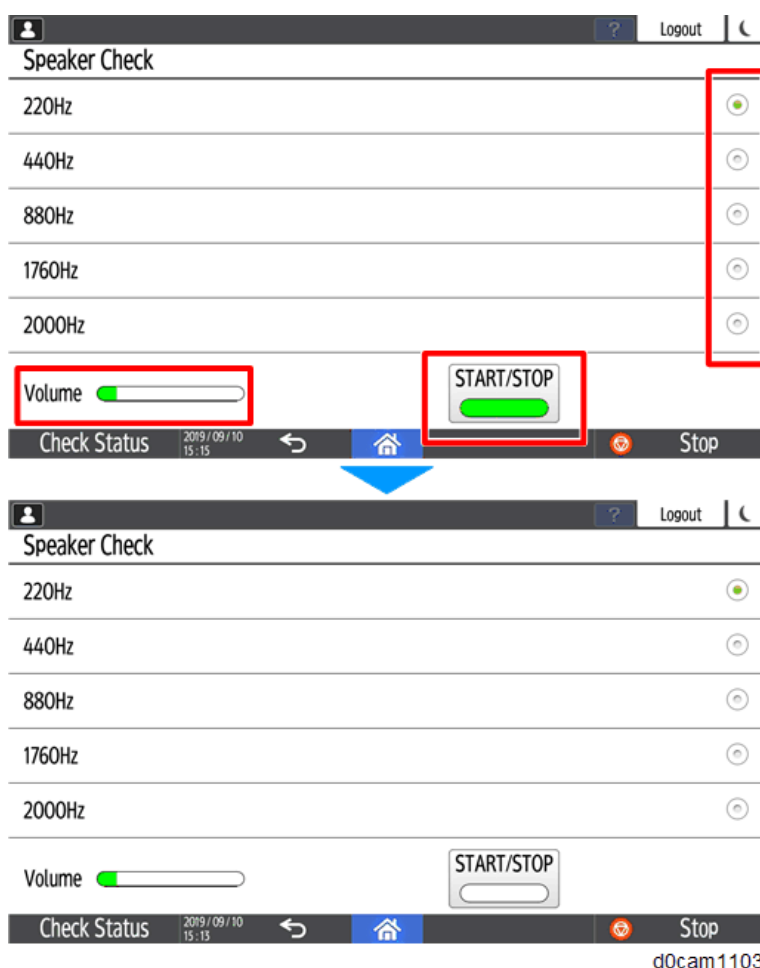 ? Logout
Speaker Check
220Hz
440Hz
880Hz
1760Hz
2000Hz
Volume START/STOP
Check Status 2019/09/10 15:15 Stop
? Logout
Speaker Check
220Hz
440Hz
880Hz
1760Hz
2000Hz
Volume START/STOP
Check Status 2019/09/10 15:13 Stop
d0cam1103